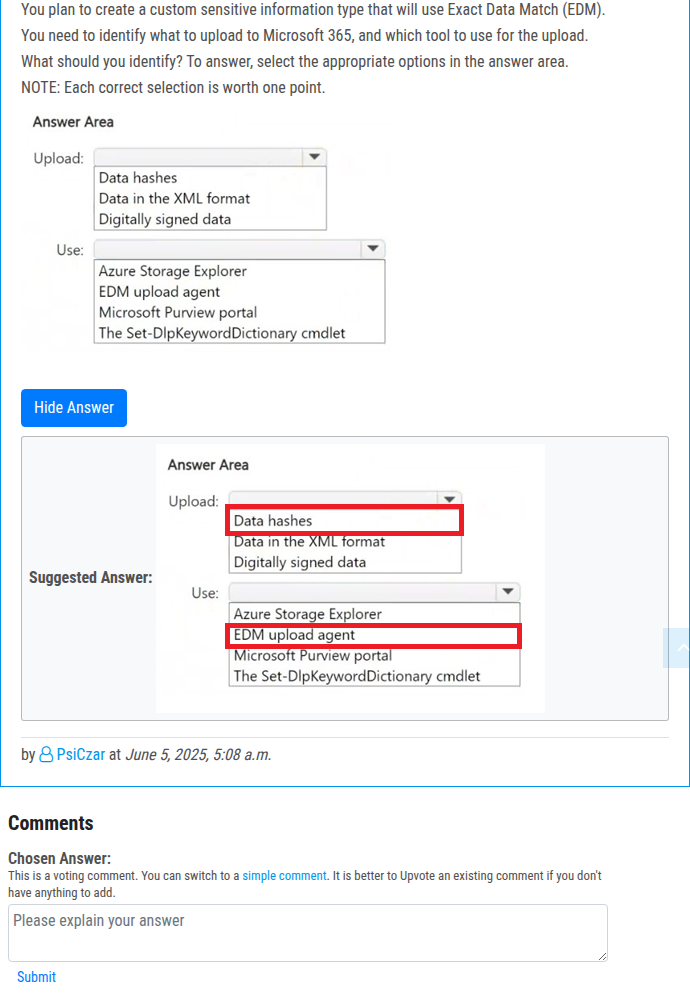 You plan to create a custom sensitive information type that will use Exact Data Match (EDM).
You need to identify what to upload to Microsoft 365, and which tool to use for the upload.
What should you identify? To answer, select the appropriate options in the answer area.
NOTE: Each correct selection is worth one point.
Answer Area
Upload:
Data hashes
Data in the XML format
Digitally signed data
Use:
Azure Storage Explorer
EDM upload agent
Microsoft Purview portal
The Set-DlpKeywordDictionary cmdlet
Hide Answer
Suggested Answer:
Answer Area
Upload:
Data hashes
Data in the XML format
Digitally signed data
Use:
Azure Storage Explorer
EDM upload agent
Microsoft Purview portal
The Set-DlpKeywordDictionary cmdlet
by PsiCzar at June 5, 2025, 5:08 a.m.
Comments
Chosen Answer:
This is a voting comment. You can switch to a simple comment. It is better to Upvote an existing comment if you don't
have anything to add.
Please explain your answer
Submit